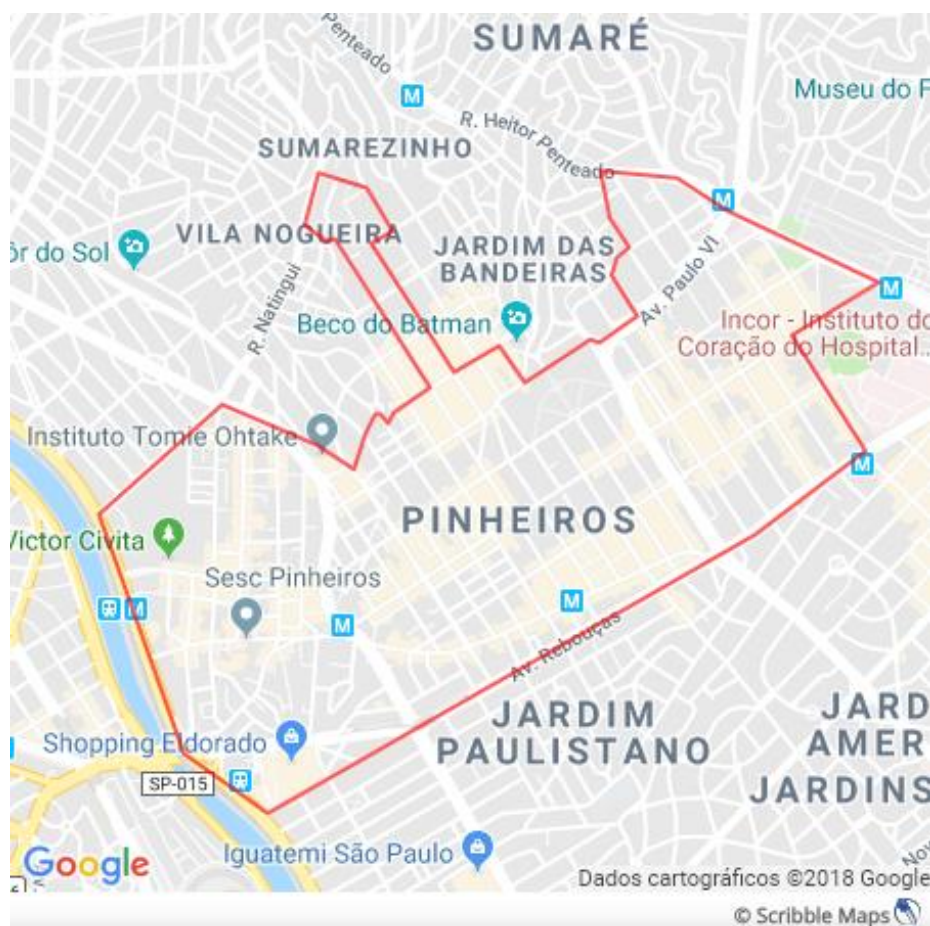 SUMARÉ
Penteado
Museu do F
M
R. Heitor Penteado
SUMAREZINHO
M
VILA NOGUEIRA
ôr do Sol
JARDIM DAS
BANDEIRAS
Av. Paulo VI
R. Natingui
M
Beco do Batman
Incor - Instituto do
Coração do Hospital...
Instituto Tomie Ohtake
M
PINHEIROS
Victor Civita
Sesc Pinheiros
M
M
M
Av. Rebouças
JARDIM
PAULISTANO
JARD
AMER
JARDINS
Shopping Eldorado
SP-015
Iguatemi São Paulo
Google
Nov
Dados cartográficos ©2018 Google
© Scribble Maps